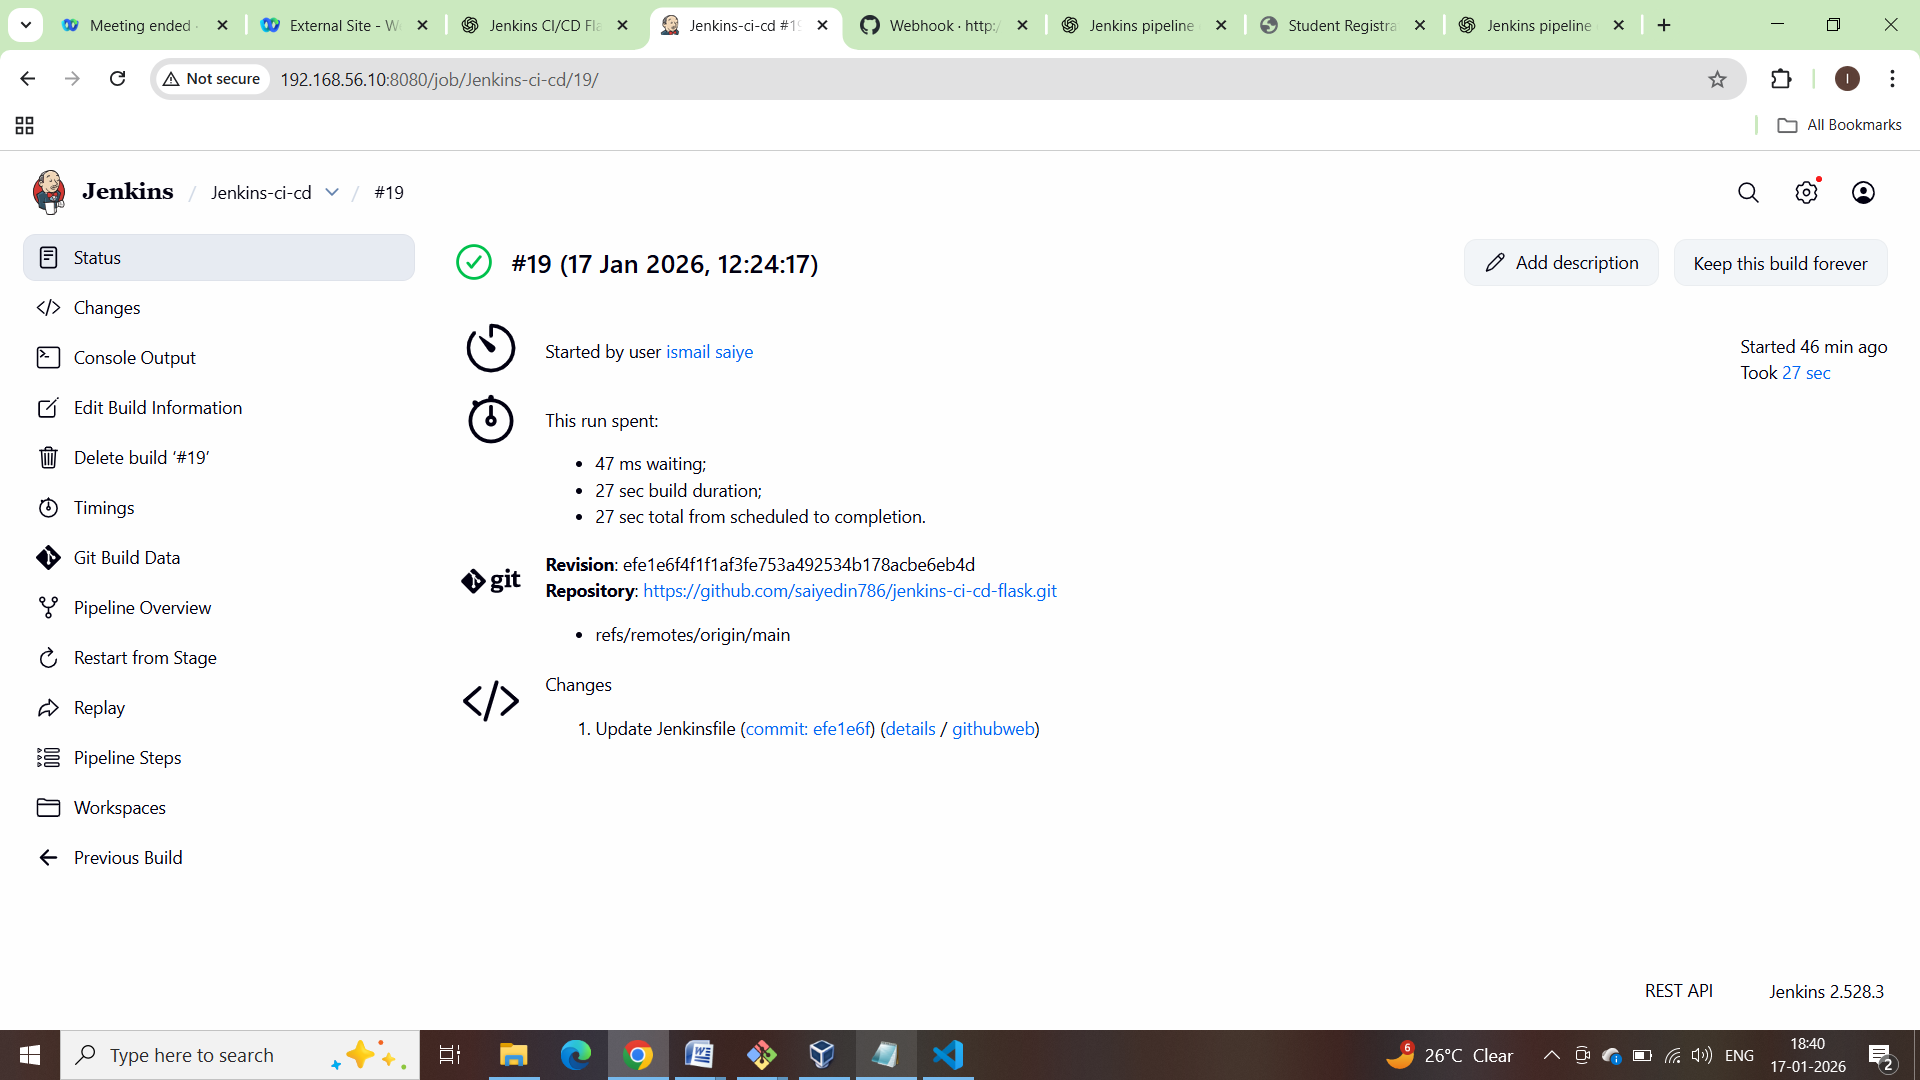 Meeting ended
External Site - W
Jenkins CI/CD Fla
Jenkins-ci-cd #19
Webhook · http:/
Jenkins pipeline
Student Registra
Jenkins pipeline
Not secure
192.168.56.10:8080/job/Jenkins-ci-cd/19/
I
All Bookmarks
Jenkins / Jenkins-ci-cd / #19
Status
Changes
Console Output
Edit Build Information
Delete build ‘#19’
Timings
Git Build Data
Pipeline Overview
Restart from Stage
Replay
Pipeline Steps
Workspaces
Previous Build
#19 (17 Jan 2026, 12:24:17)
Add description
Keep this build forever
Started by user ismail saiye
Started 46 min ago
Took 27 sec
This run spent:
• 47 ms waiting;
• 27 sec build duration;
• 27 sec total from scheduled to completion.
git
Revision: efe1e6f4f1f1af3fe753a492534b178acbe6eb4d
Repository: https://github.com/saiyedin786/jenkins-ci-cd-flask.git
• refs/remotes/origin/main
Changes
1. Update Jenkinsfile (commit: efe1e6f) (details / githubweb)
REST API
Jenkins 2.528.3
Type here to search
6
26°C Clear
ENG
18:40
17-01-2026
2